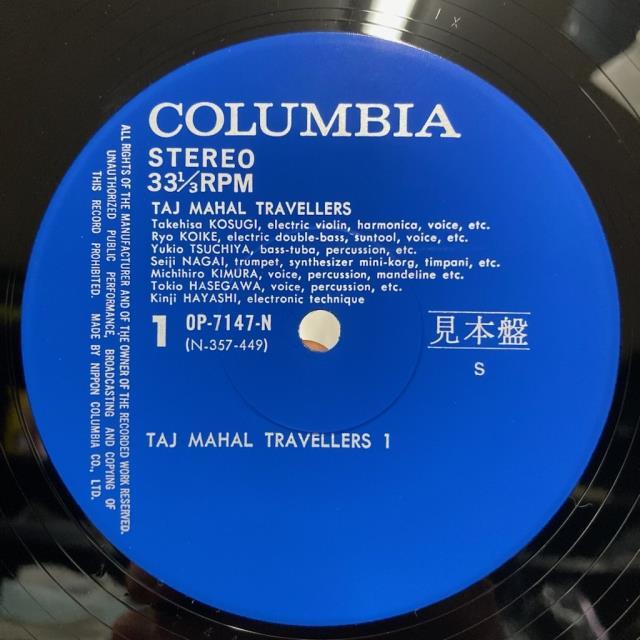 COLUMBIA
STEREO
33⅓RPM
TAJ MAHAL TRAVELLERS
Takehisa KOSUGI, electric violin, harmonica, voice, etc.
Ryo KOIKE, electric double-bass, suntool, voice, etc.
Yukio TSUCHIYA, bass-tuba, percussion, etc.
Seiji NAGAI, trumpet, synthesizer mini-korg, timpani, etc.
Michihiro KIMURA, voice, percussion, mandeline etc.
Tokio HASEGAWA, voice, percussion, etc.
Kinji HAYASHI, electronic technique
1
OP-7147-N
(N-357-449)
見本盤
S
TAJ MAHAL TRAVELLERS 1
ALL RIGHTS OF THE MANUFACTURER AND OF THE OWNER OF THE RECORDED WORK RESERVED.
UNAUTHORIZED PUBLIC PERFORMANCE, BROADCASTING AND COPYING OF
THIS RECORD PROHIBITED. MADE BY NIPPON COLUMBIA CO., LTD.